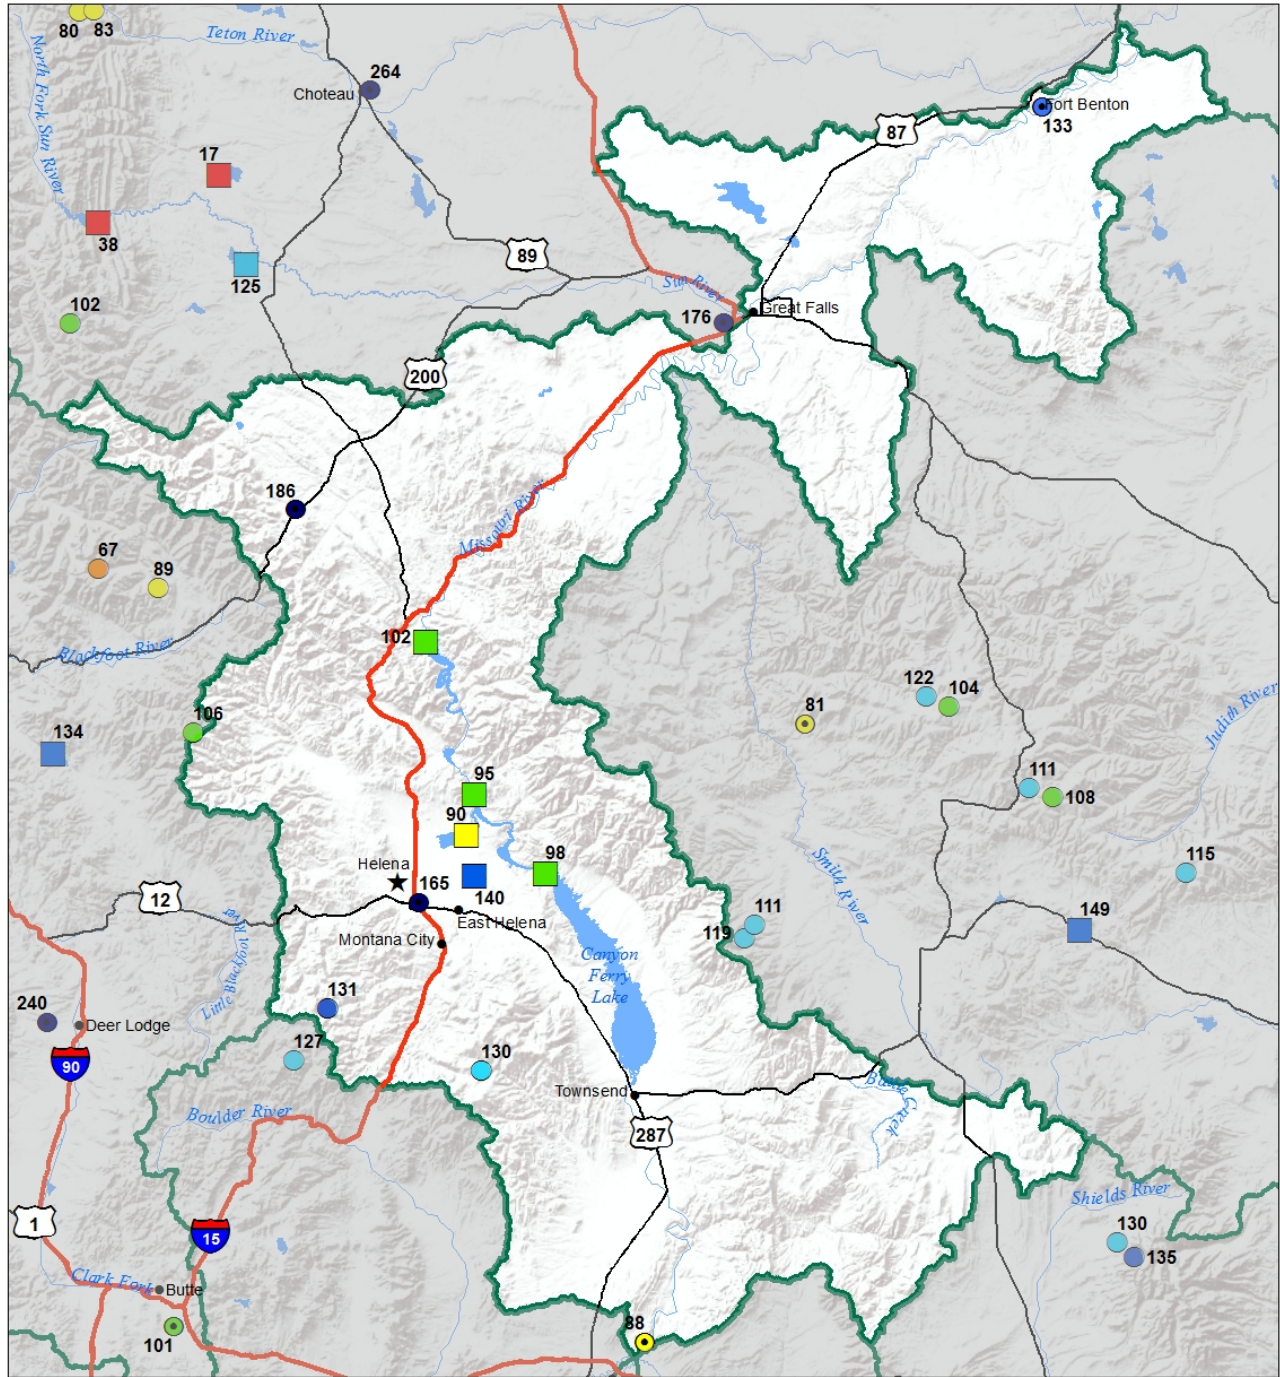 80 83
Teton River
264
Choteau
Fort Benton
133
87
North Fork Sun River
17
38
125
89
102
Sun River
176
Great Falls
200
186
Missouri River
67
89
Blackfoot River
102
106
134
122
104
81
Judith River
95
111
108
90
98
115
Helena
165
140
12
East Helena
Montana City
Smith River
149
111
119
Canyon
Ferry
Lake
Little Blackfoot River
131
240
Deer Lodge
90
127
130
Townsend
Boulder River
287
Battle Creek
Shields River
1
15
130
135
Clark Fork
Butte
88
101